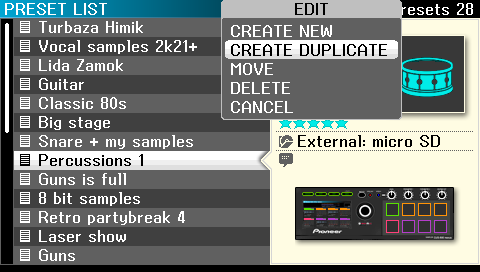 PRESET LIST
Turbaza Himik
Vocal samples 2k21+
Lida Zamok
Guitar
Classic 80s
Big stage
Snare + my samples
Percussions 1
Guns is full
8 bit samples
Retro partybreak 4
Laser show
Guns
EDIT
CREATE NEW
CREATE DUPLICATE
MOVE
DELETE
CANCEL
resets 28
External: micro SD
Pioneer